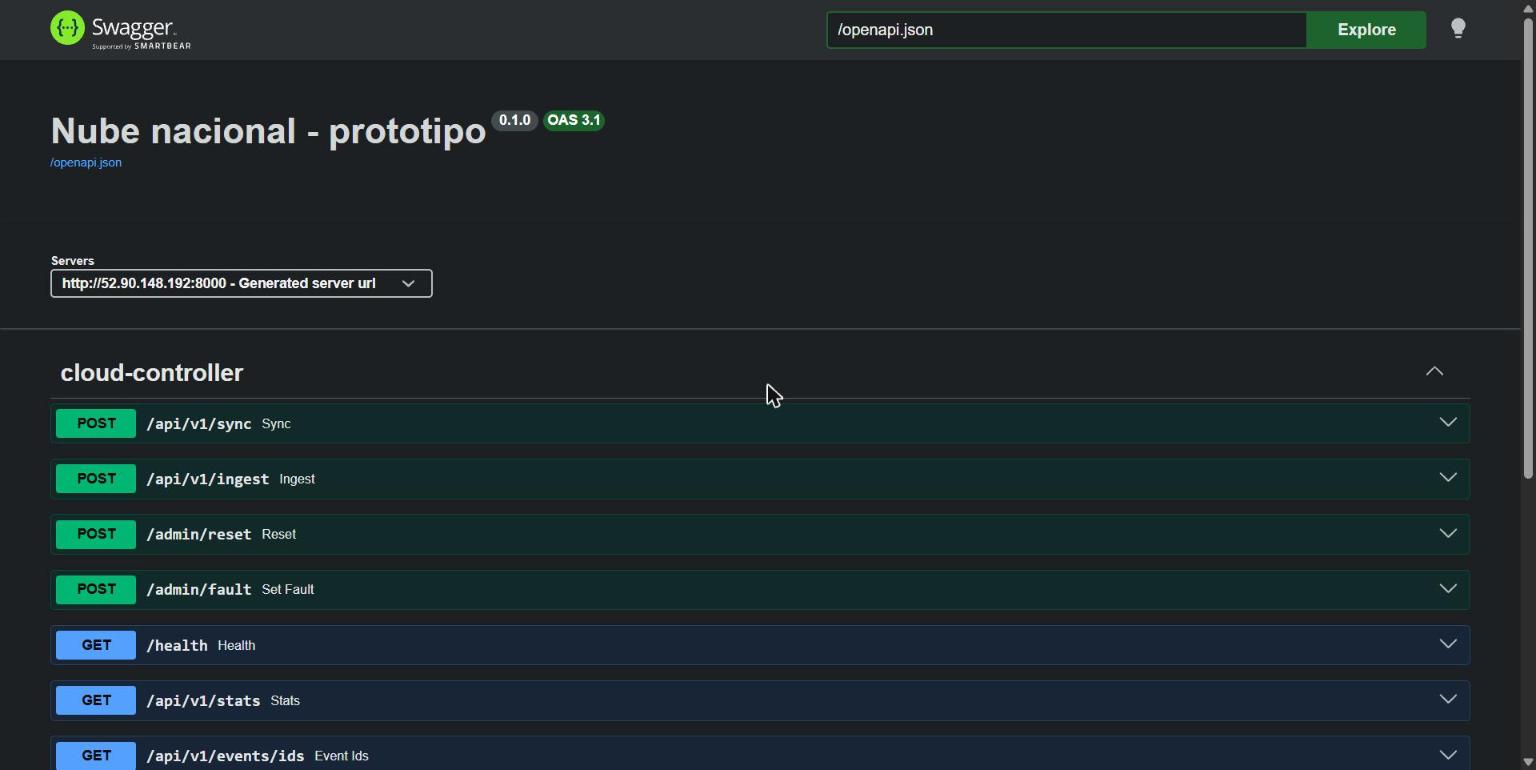 Swagger.
Supported by SMARTBEAR
/openapi.json
Explore
Nube nacional - prototipo 0.1.0 OAS 3.1
/openapi.json
Servers
http://52.90.148.192:8000 - Generated server url
cloud-controller
POST /api/v1/sync Sync
POST /api/v1/ingest Ingest
POST /admin/reset Reset
POST /admin/fault Set Fault
GET /health Health
GET /api/v1/stats Stats
GET /api/v1/events/ids Event Ids